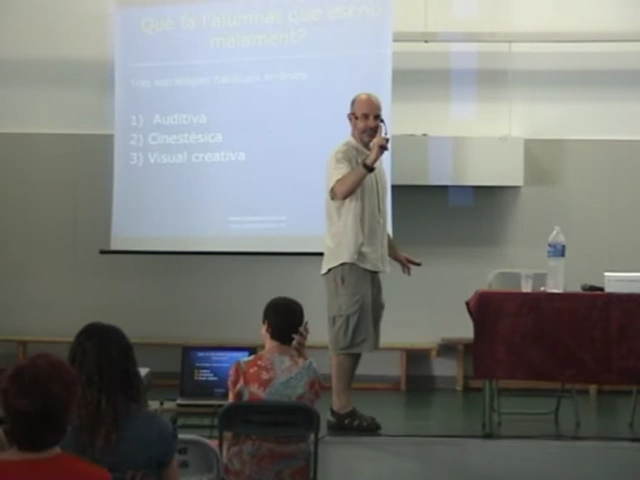 Què fa l'alumnat que escriu
malament?
Tres estratègies habituals errònies
1) Auditiva
2) Cinestèsica
3) Visual creativa